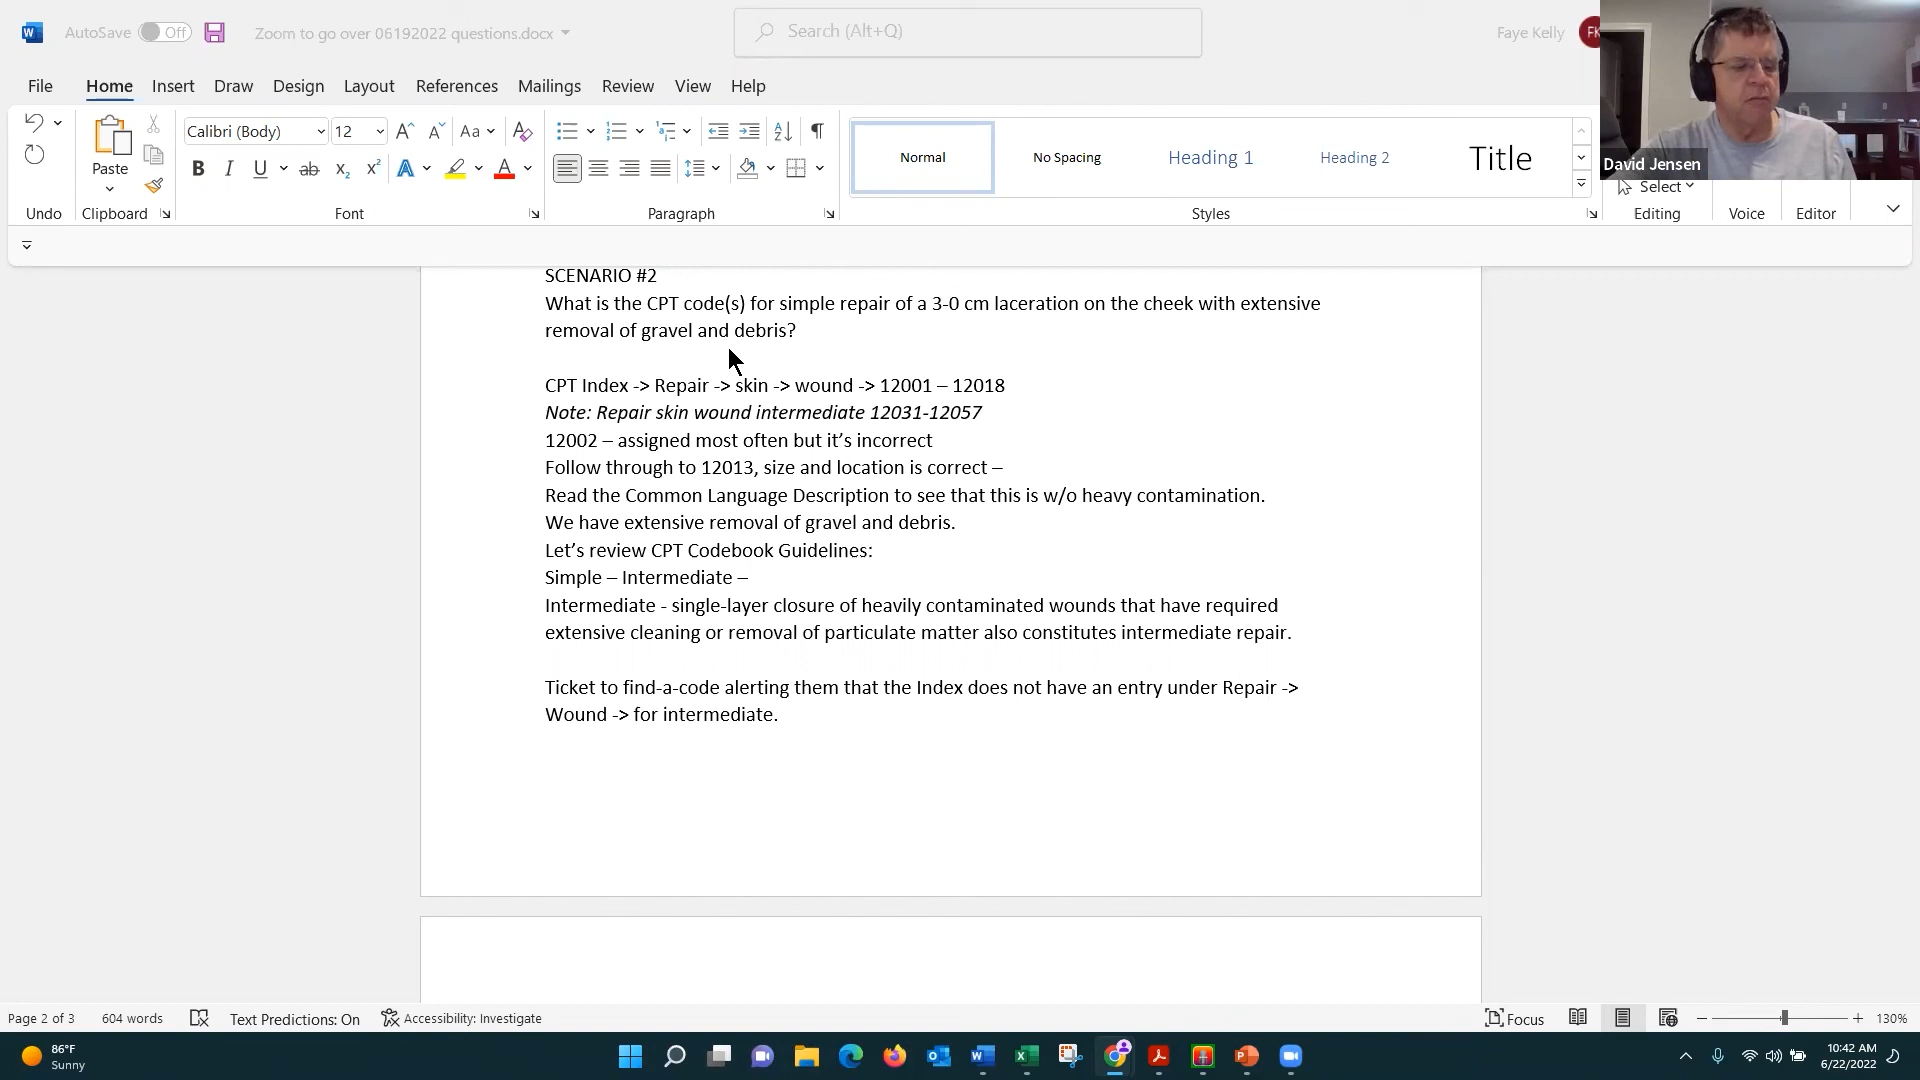 AutoSave Off Zoom to go over 06192022 questions.docx Search (Alt+Q) Faye Kelly FK
File Home Insert Draw Design Layout References Mailings Review View Help
Calibri (Body) 12 Aa
Paste
Normal No Spacing Heading 1 Heading 2 Title
David Jensen
Select
Undo Clipboard Font Paragraph Styles Editing Voice Editor
SCENARIO #2
What is the CPT code(s) for simple repair of a 3-0 cm laceration on the cheek with extensive
removal of gravel and debris?
CPT Index -> Repair -> skin -> wound -> 12001 – 12018
Note: Repair skin wound intermediate 12031-12057
12002 – assigned most often but it’s incorrect
Follow through to 12013, size and location is correct –
Read the Common Language Description to see that this is w/o heavy contamination.
We have extensive removal of gravel and debris.
Let’s review CPT Codebook Guidelines:
Simple – Intermediate –
Intermediate - single-layer closure of heavily contaminated wounds that have required
extensive cleaning or removal of particulate matter also constitutes intermediate repair.
Ticket to find-a-code alerting them that the Index does not have an entry under Repair ->
Wound -> for intermediate.
Page 2 of 3 604 words Text Predictions: On Accessibility: Investigate Focus 130%
86°F
Sunny
10:42 AM
6/22/2022